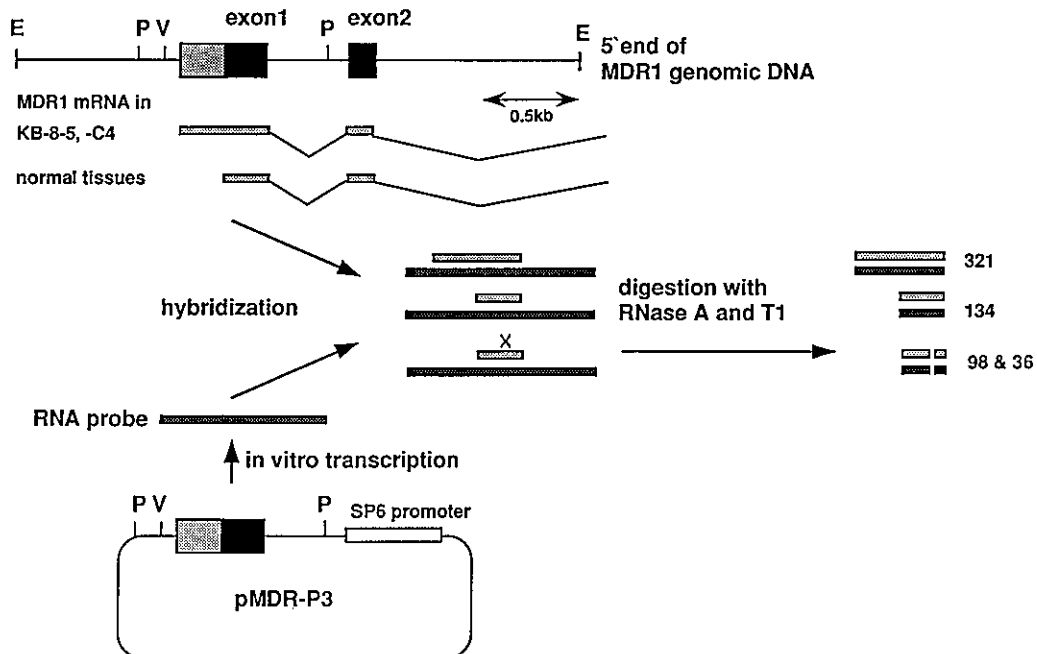 E P V exon1 P exon2 E
5`end of
MDR1 genomic DNA
MDR1 mRNA in
0.5kb
KB-8-5, -C4
normal tissues
hybridization
digestion with
RNase A and T1
321
134
X
98 & 36
RNA probe
in vitro transcription
P V P SP6 promoter
pMDR-P3